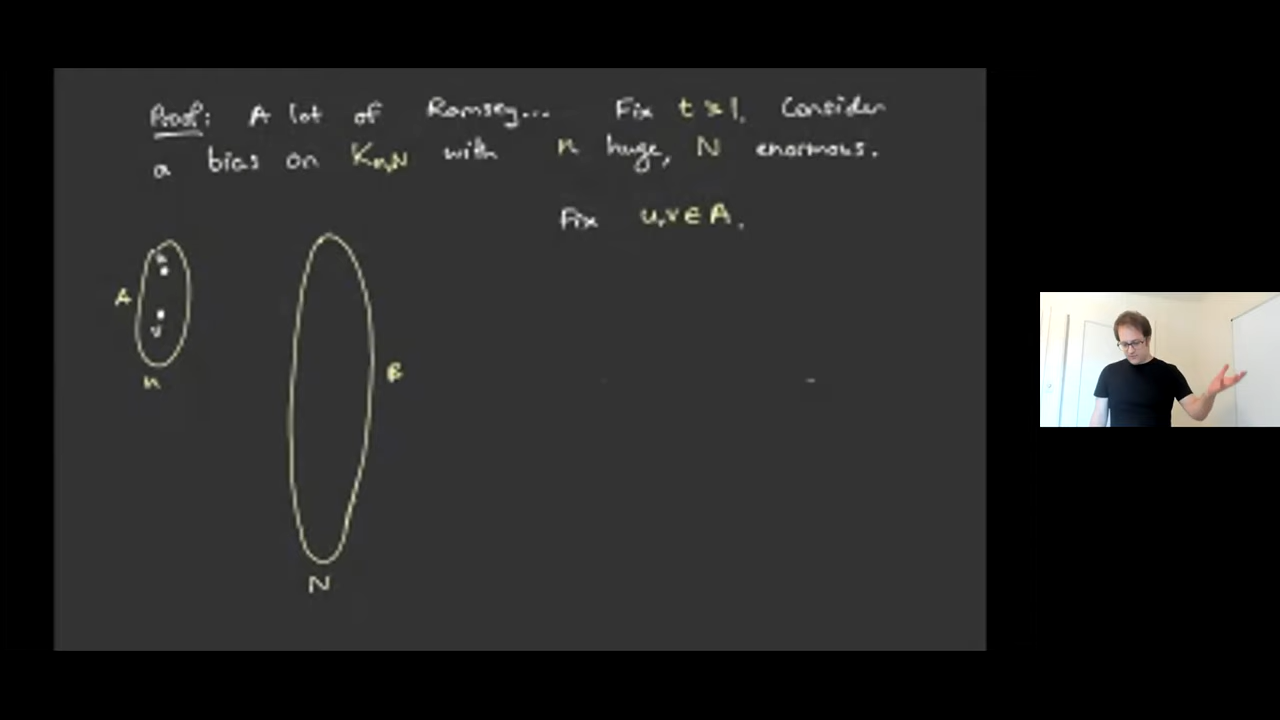 Proof: A lot of Ramsey... Fix t ≫ 1. Consider
a bias on K_{n,N} with n huge, N enormous.
Fix u,v ∈ A.
u
A
v
B
n
N